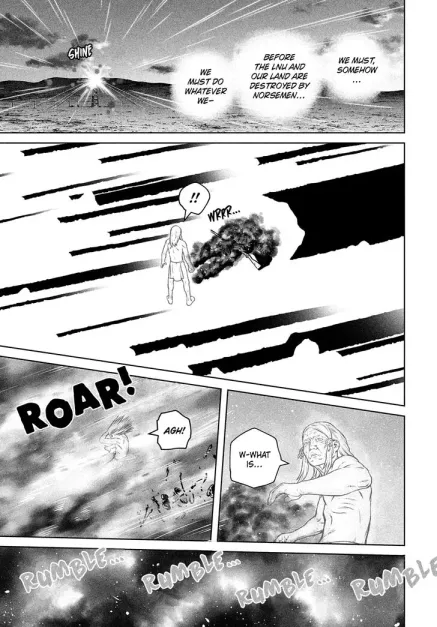 WE MUST,
SOMEHOW
...
BEFORE
THE LNU AND
OUR LAND ARE
DESTROYED BY
NORSEMEN...
WE
MUST DO
WHATEVER
WE-
SHINE
!!
WRRR...
W-WHAT
IS...
AGH!
ROAR!
RUMBLE...
RUMBLE...
RUMBLE...
RUMBLE